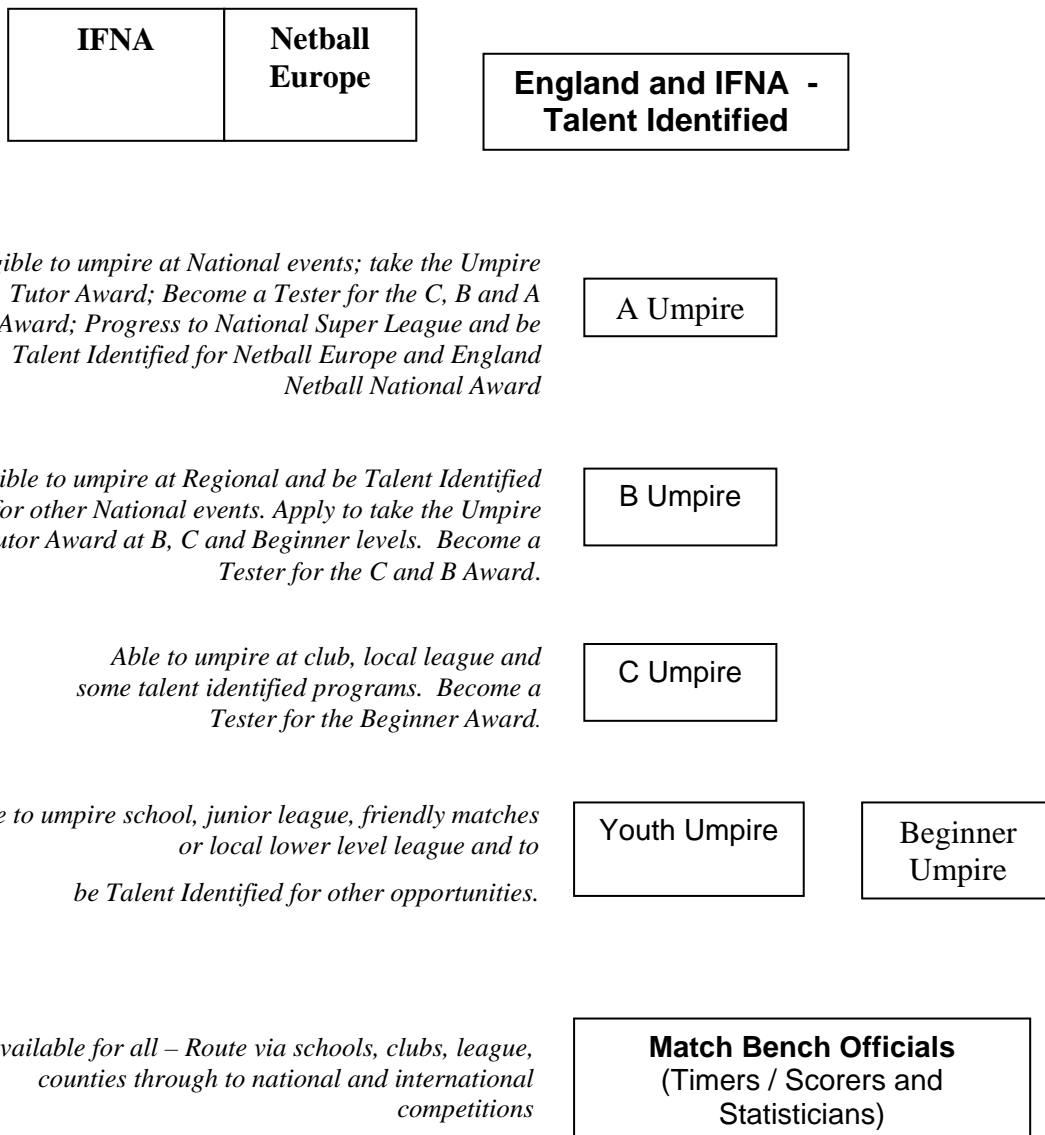 IFNA
Netball
Europe
England and IFNA -
Talent Identified
gible to umpire at National events; take the Umpire
Tutor Award; Become a Tester for the C, B and A
Award; Progress to National Super League and be
Talent Identified for Netball Europe and England
Netball National Award
A Umpire
ible to umpire at Regional and be Talent Identified
for other National events. Apply to take the Umpire
utor Award at B, C and Beginner levels. Become a
Tester for the C and B Award.
B Umpire
Able to umpire at club, local league and
some talent identified programs. Become a
Tester for the Beginner Award.
C Umpire
e to umpire school, junior league, friendly matches
or local lower level league and to
be Talent Identified for other opportunities.
Youth Umpire
Beginner
Umpire
vailable for all – Route via schools, clubs, league,
counties through to national and international
competitions
Match Bench Officials
(Timers / Scorers and
Statisticians)